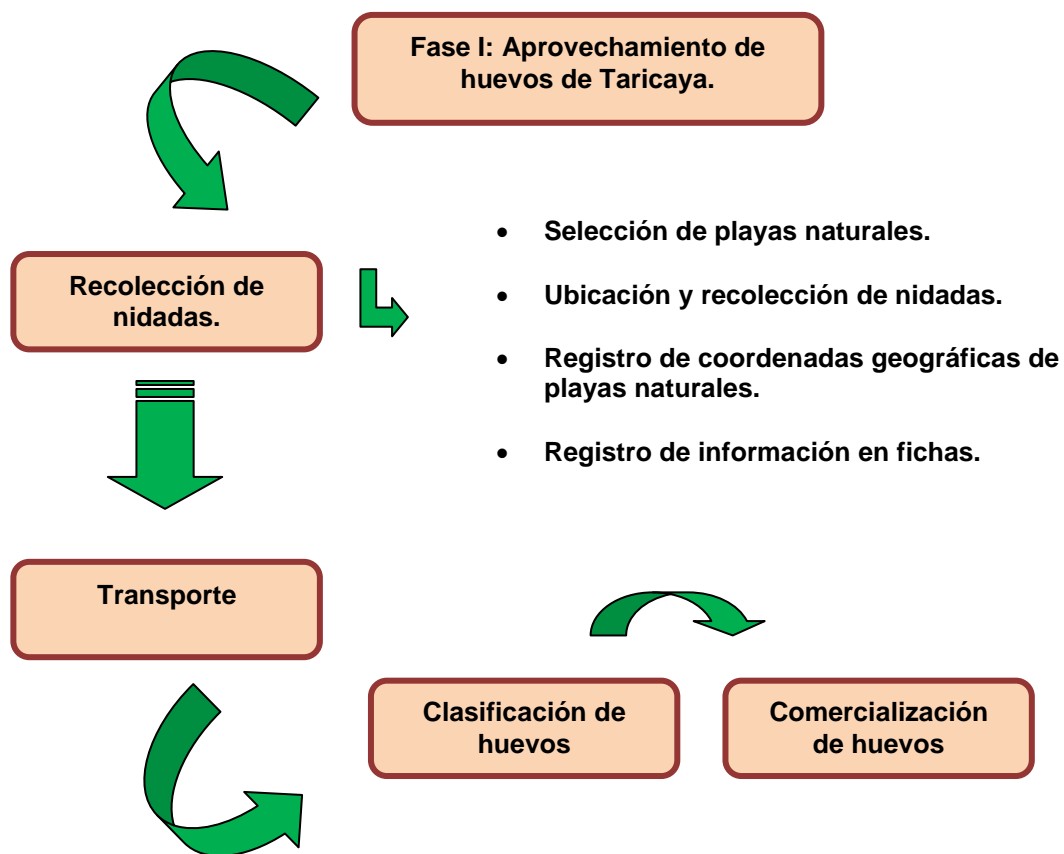 Fase I: Aprovechamiento de
huevos de Taricaya.
Recolección de
nidadas.
• Selección de playas naturales.
• Ubicación y recolección de nidadas.
• Registro de coordenadas geográficas de
playas naturales.
• Registro de información en fichas.
Transporte
Clasificación de
huevos
Comercialización
de huevos